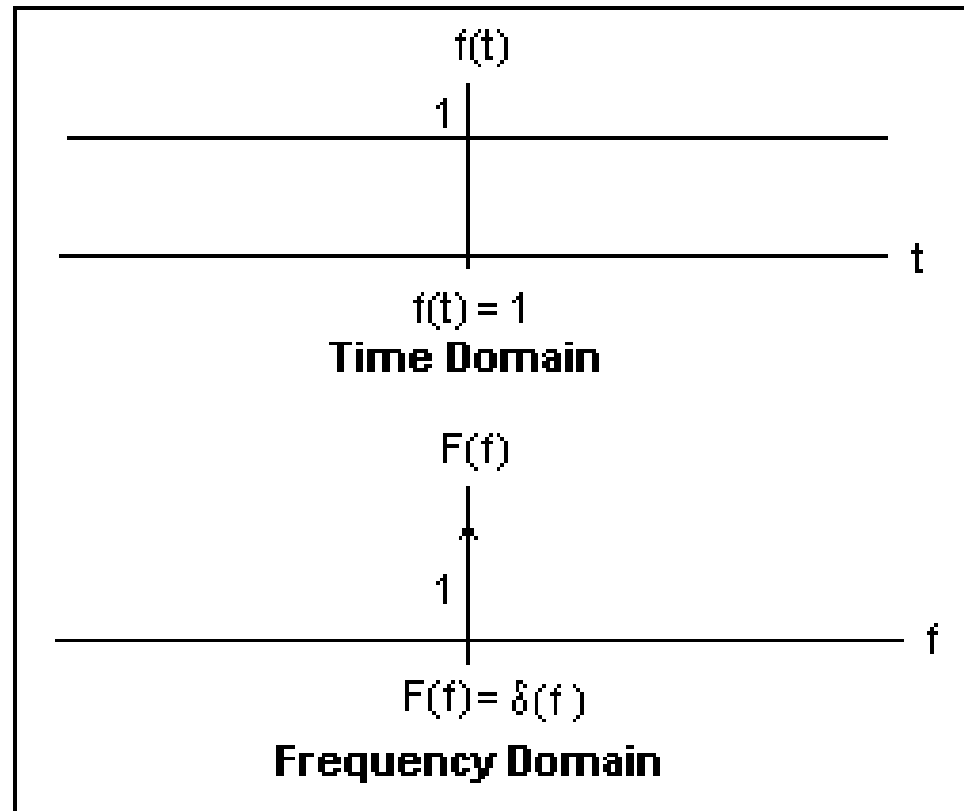 f(t)
1
t
f(t) = 1
Time Domain
F(f)
1
f
F(f) = δ(f )
Frequency Domain